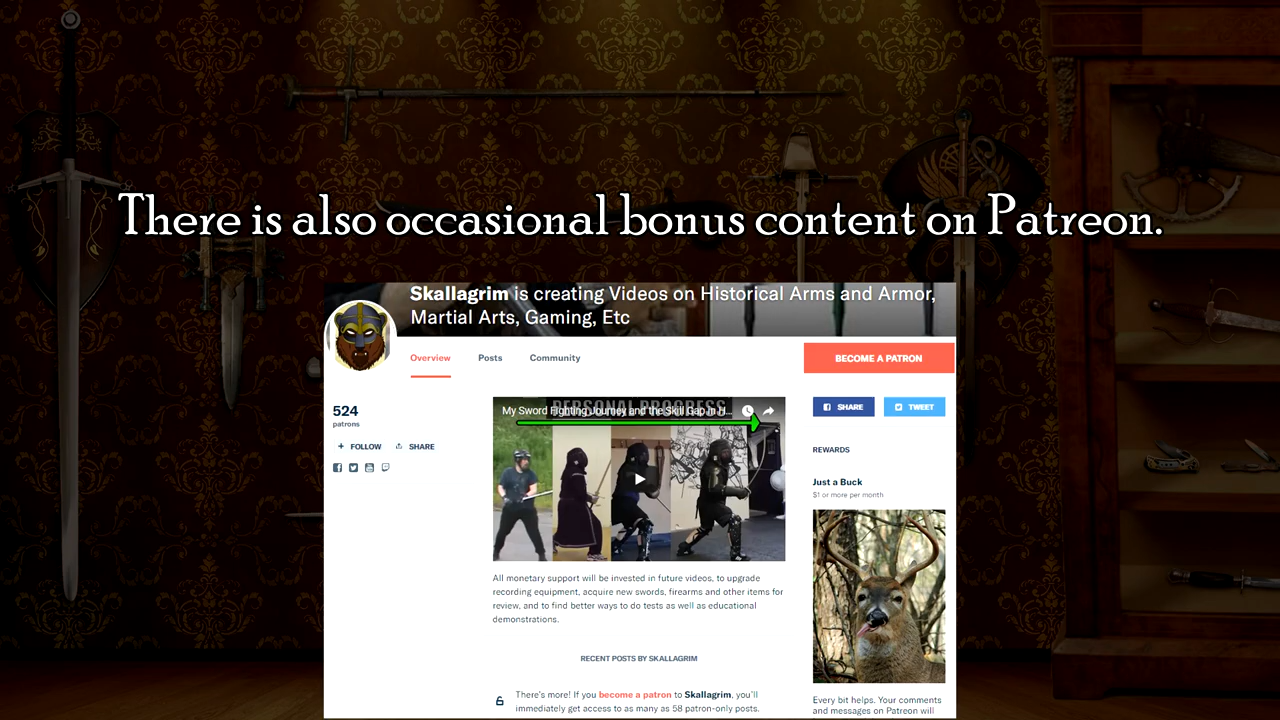 There is also occasional bonus content on Patreon.
Skallagrim is creating Videos on Historical Arms and Armor,
Martial Arts, Gaming, Etc
Overview Posts Community
BECOME A PATRON
524
patrons
FOLLOW SHARE
PERSONAL PROGRESS
My Sword Fighting Journey and the Skill Gap in H...
All monetary support will be invested in future videos, to upgrade
recording equipment, acquire new swords, firearms and other items for
review, and to find better ways to do tests as well as educational
demonstrations.
RECENT POSTS BY SKALLAGRIM
There's more! If you become a patron to Skallagrim, you'll
immediately get access to as many as 58 patron-only posts.
SHARE TWEET
REWARDS
Just a Buck
$1 or more per month
Every bit helps. Your comments
and messages on Patreon will